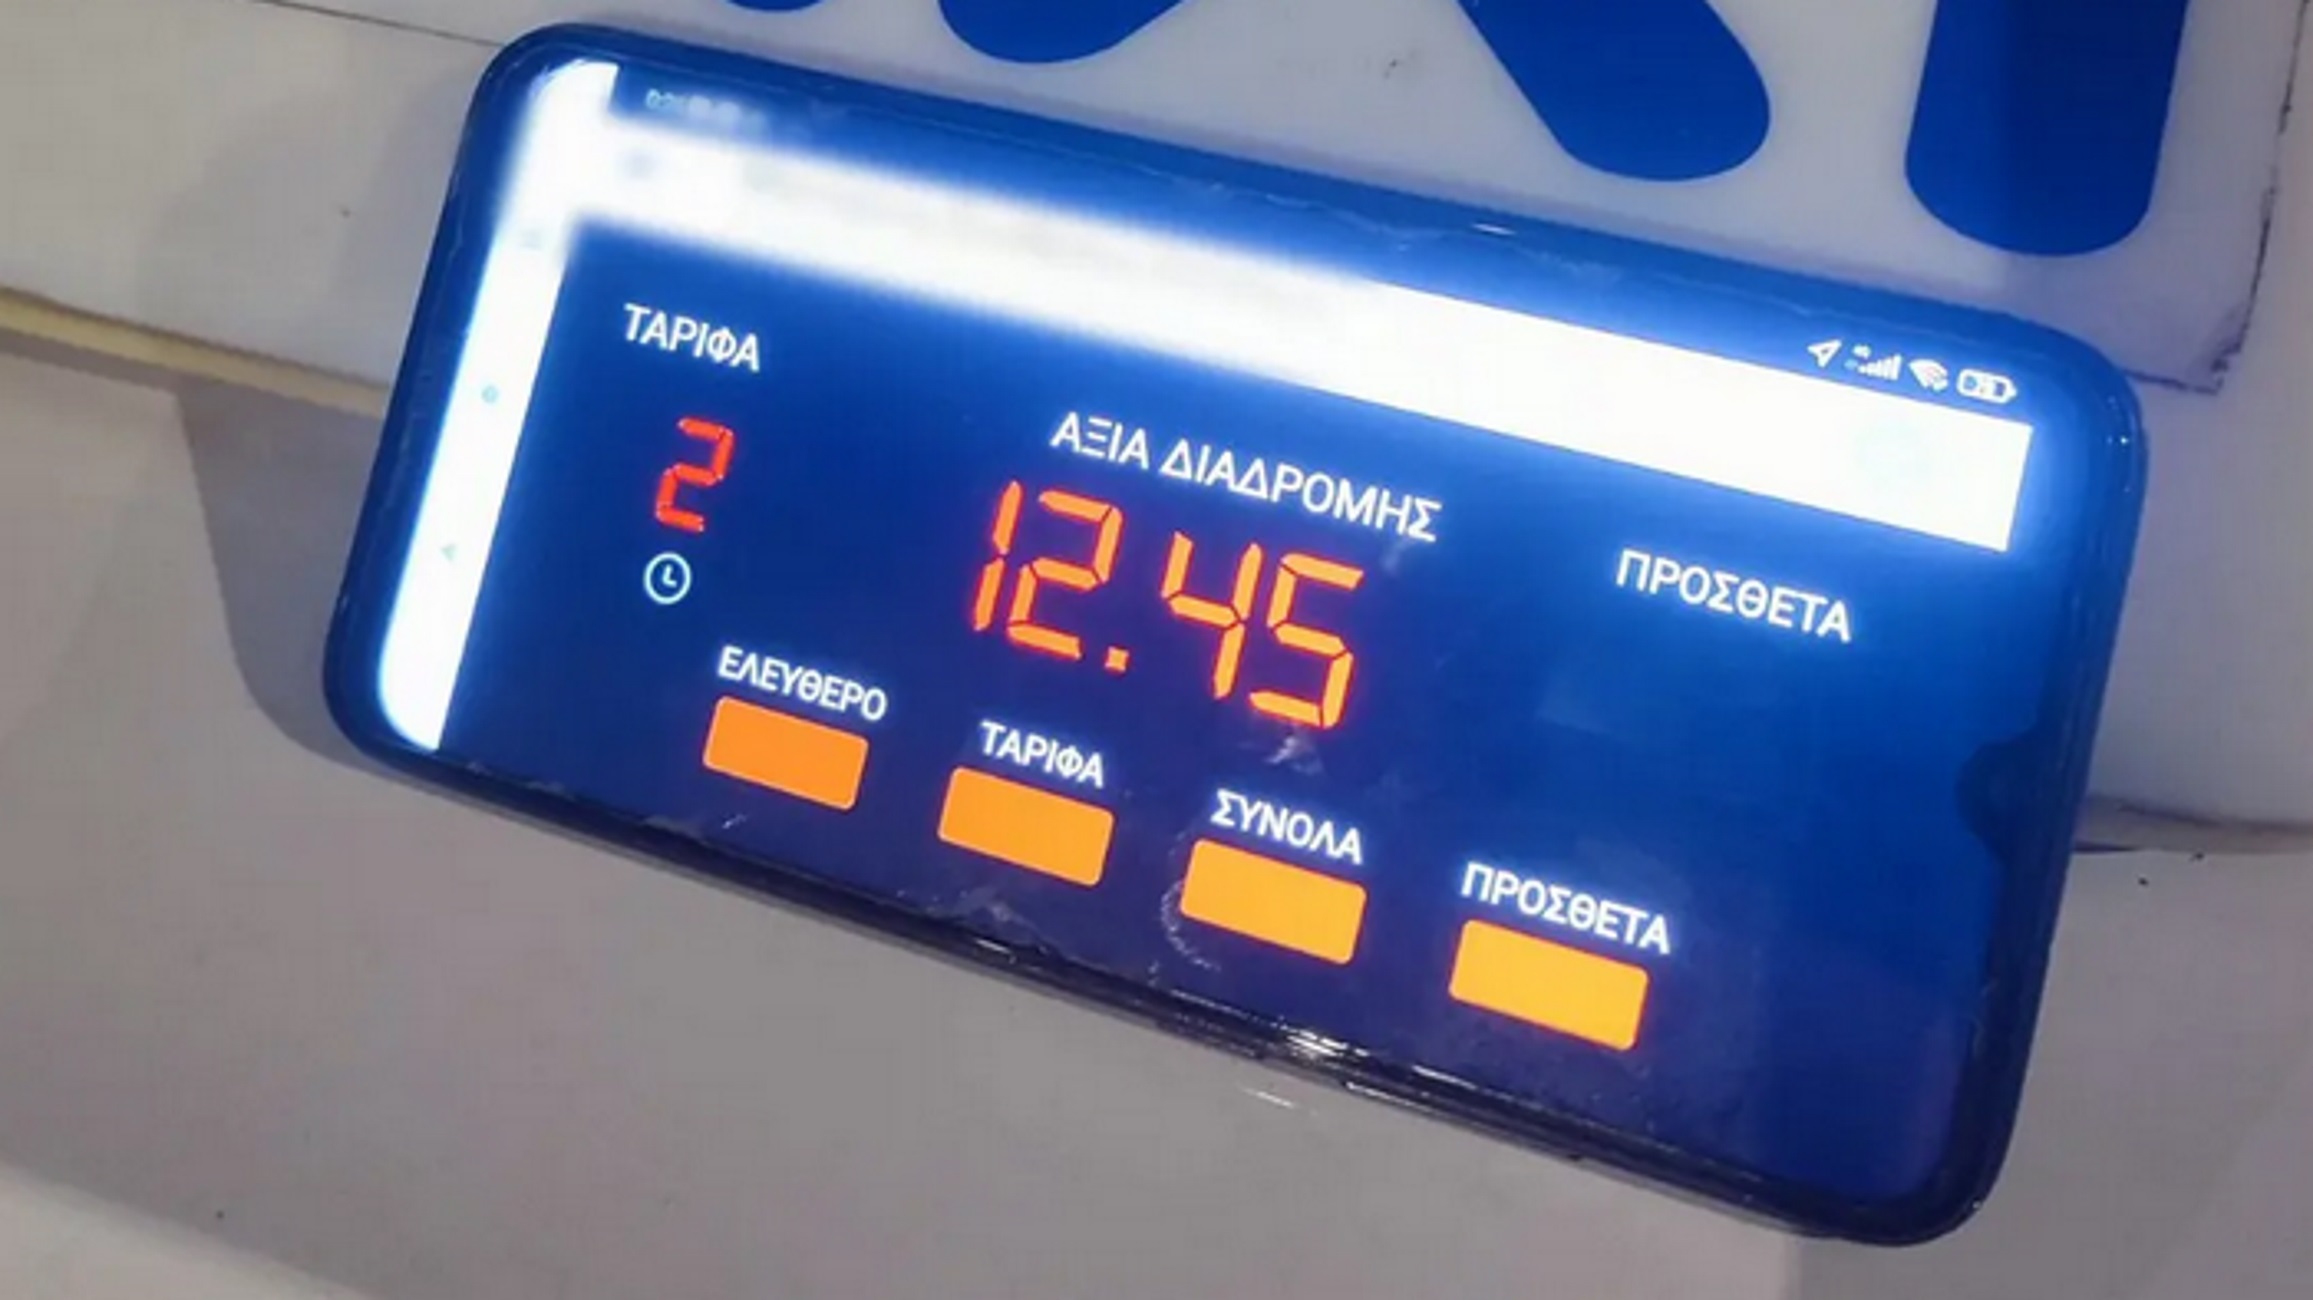 ΤΑΡΙΦΑ
2
ΑΞΙΑ ΔΙΑΔΡΟΜΗΣ
12.45
ΠΡΟΣΘΕΤΑ
ΕΛΕΥΘΕΡΟ
ΤΑΡΙΦΑ
ΣΥΝΟΛΑ
ΠΡΟΣΘΕΤΑ